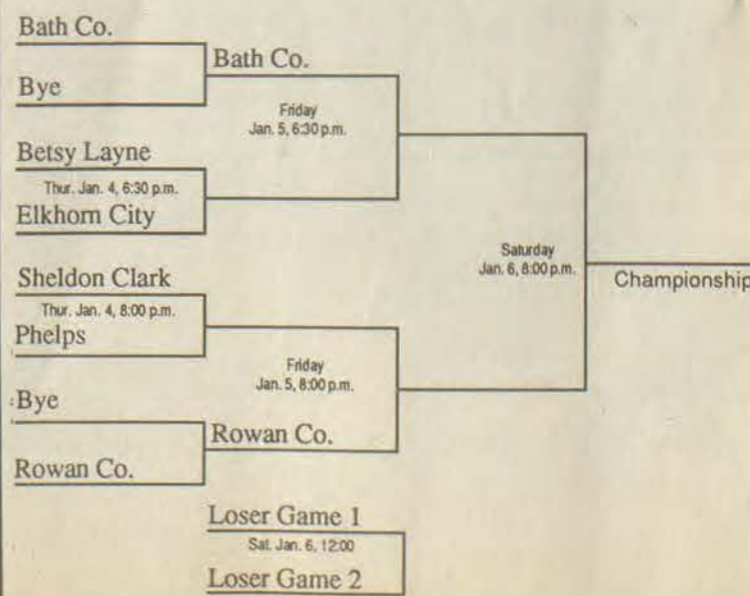 Bath Co.
Bath Co.
Bye
Friday
Jan. 5, 6:30 p.m.
Betsy Layne
Thur. Jan. 4, 6:30 p.m.
Elkhorn City
Saturday
Jan. 6, 8:00 p.m.
Championship
Sheldon Clark
Thur. Jan. 4, 8:00 p.m.
Phelps
Friday
Jan. 5, 8:00 p.m.
Bye
Rowan Co.
Rowan Co.
Loser Game 1
Sat. Jan. 6, 12:00
Loser Game 2